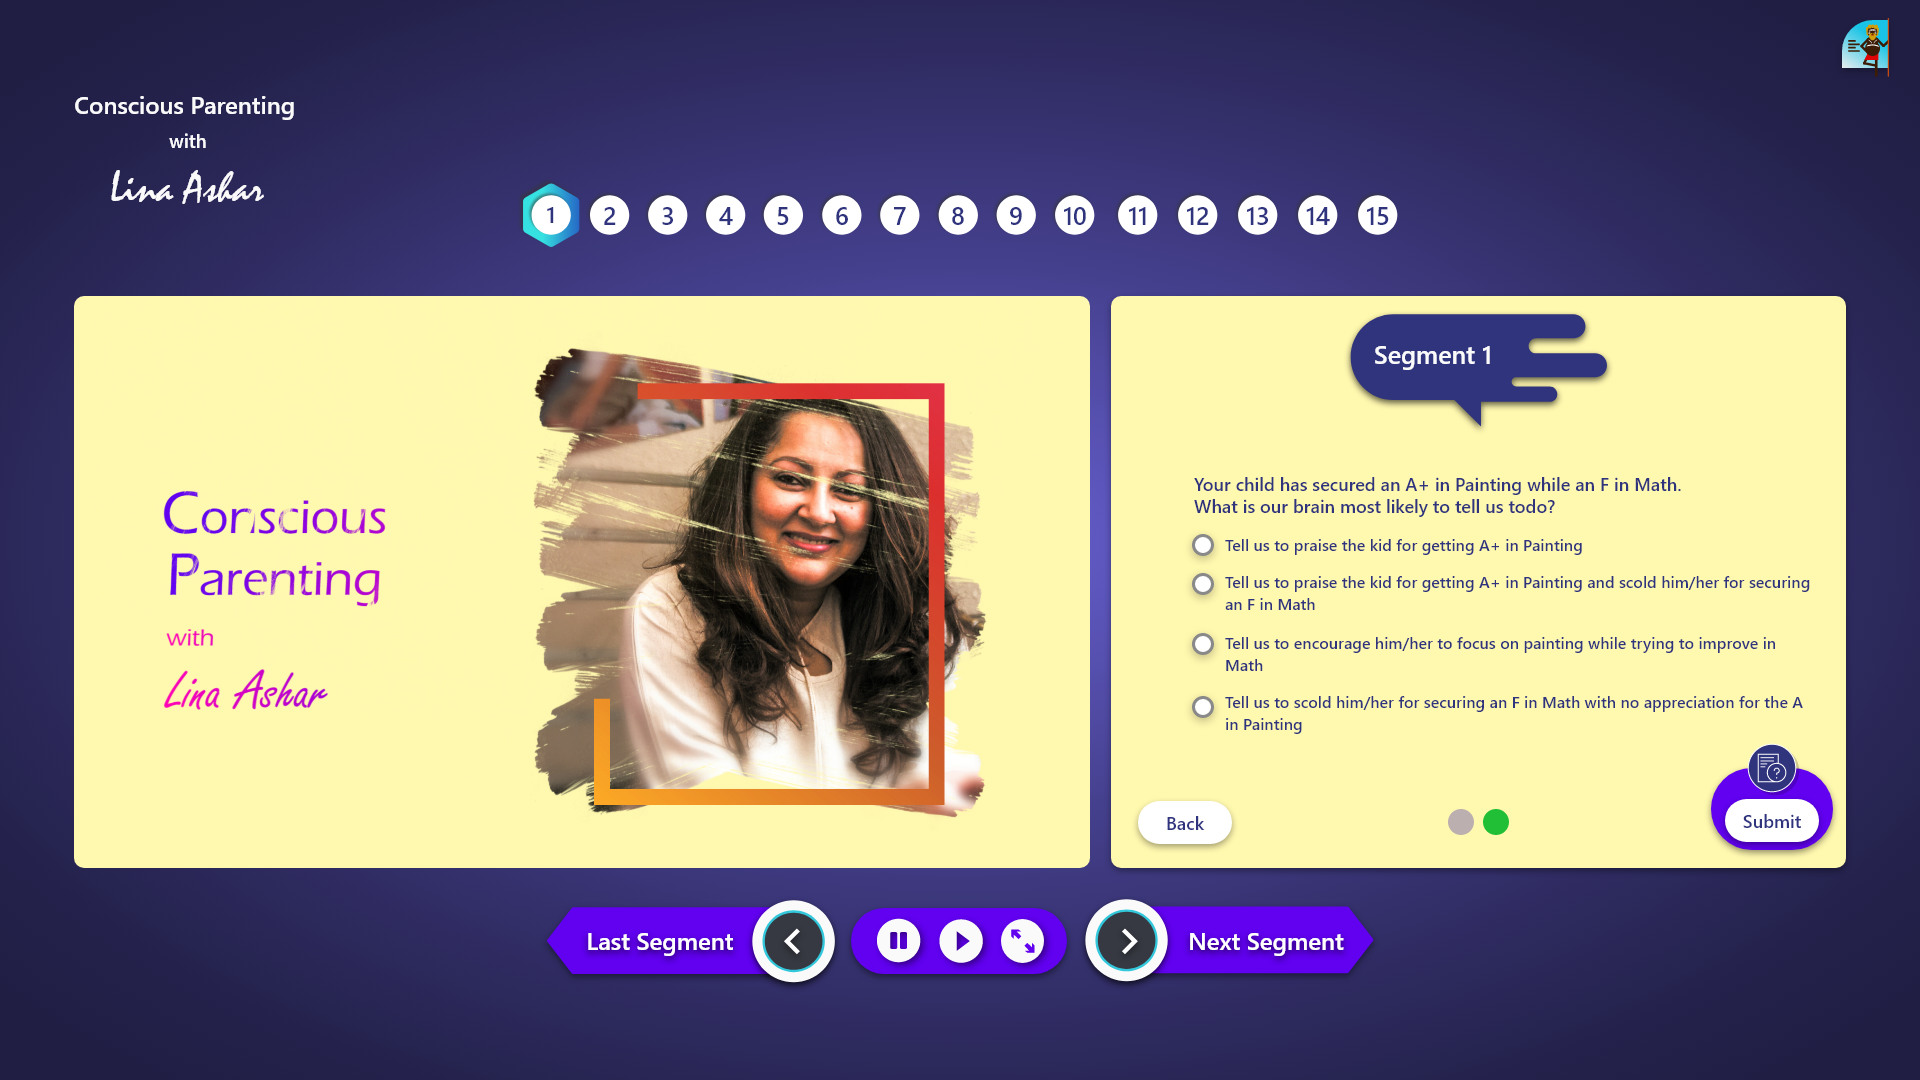 Conscious Parenting
with
Lina Ashar
1 2 3 4 5 6 7 8 9 10 11 12 13 14 15
Conscious
Parenting
with
Lina Ashar
Segment 1
Your child has secured an A+ in Painting while an F in Math.
What is our brain most likely to tell us todo?
Tell us to praise the kid for getting A+ in Painting
Tell us to praise the kid for getting A+ in Painting and scold him/her for securing
an F in Math
Tell us to encourage him/her to focus on painting while trying to improve in
Math
Tell us to scold him/her for securing an F in Math with no appreciation for the A
in Painting
Back
?
Submit
Last Segment
Next Segment